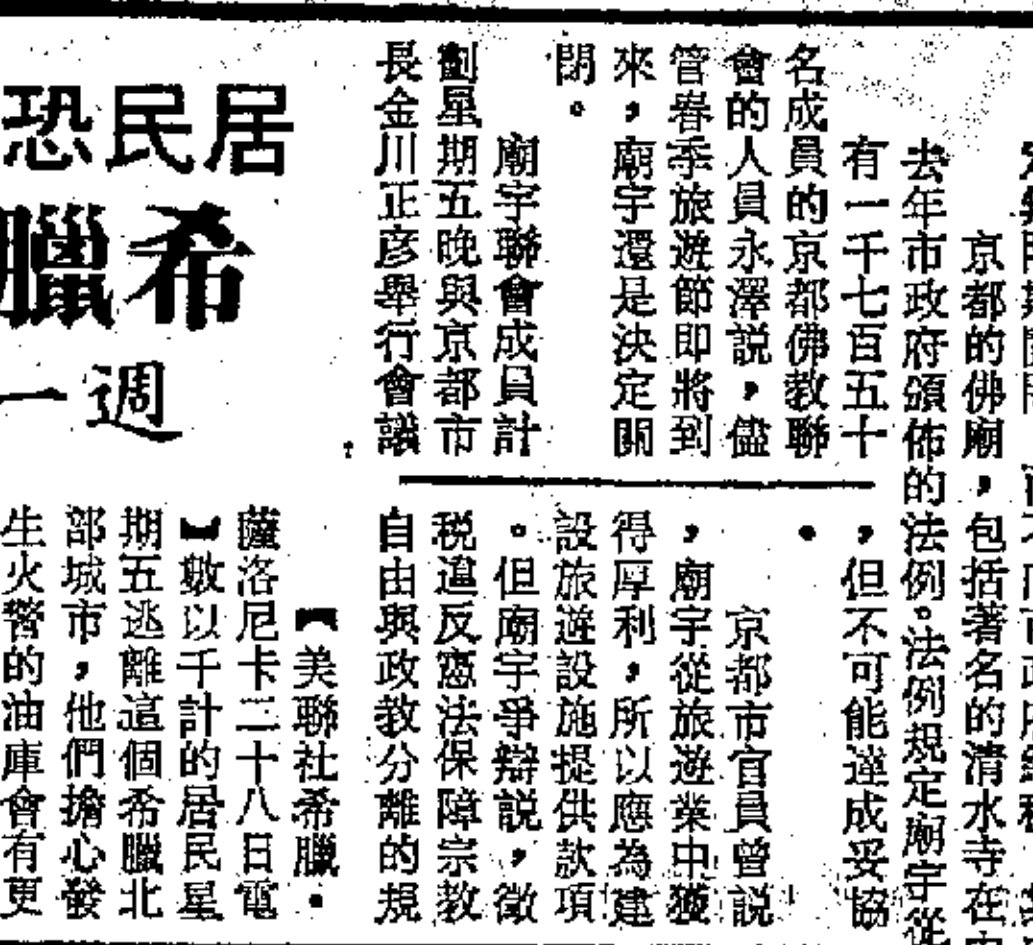 京都的佛廟,包括著名的清水寺在
去年市政府頒佈的法例。法例規定廟宇從
有一千七百五十
名成員的京都佛教聯
會的人員永澤説,儘
管春季旅遊節即將到
來,廟宇還是決定關
閉。
廟宇聯會成員計
劃星期五晚與京都市
長金川正彥舉行會議
,但不可能達成妥協
。
京都市官員曾説
,廟宇從旅遊業中獲
得厚利,所以應為建
設旅遊設施提供款項
。但廟宇爭辯説,徵
税違反憲法保障宗教
自由與政教分離的規
居民恐
希臘
週一
【美聯社希臘·
薩洛尼卡二十八日電
】數以千計的居民星
期五逃離這個希臘北
部城市,他們擔心發
生火警的油庫會有更